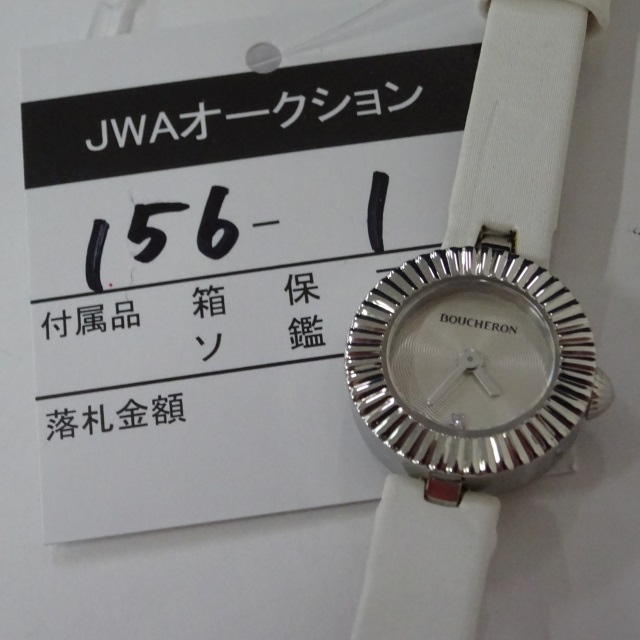 JWAオークション
156-1
付属品 箱 保
ソ 鑑
落札金額
BOUCHERON